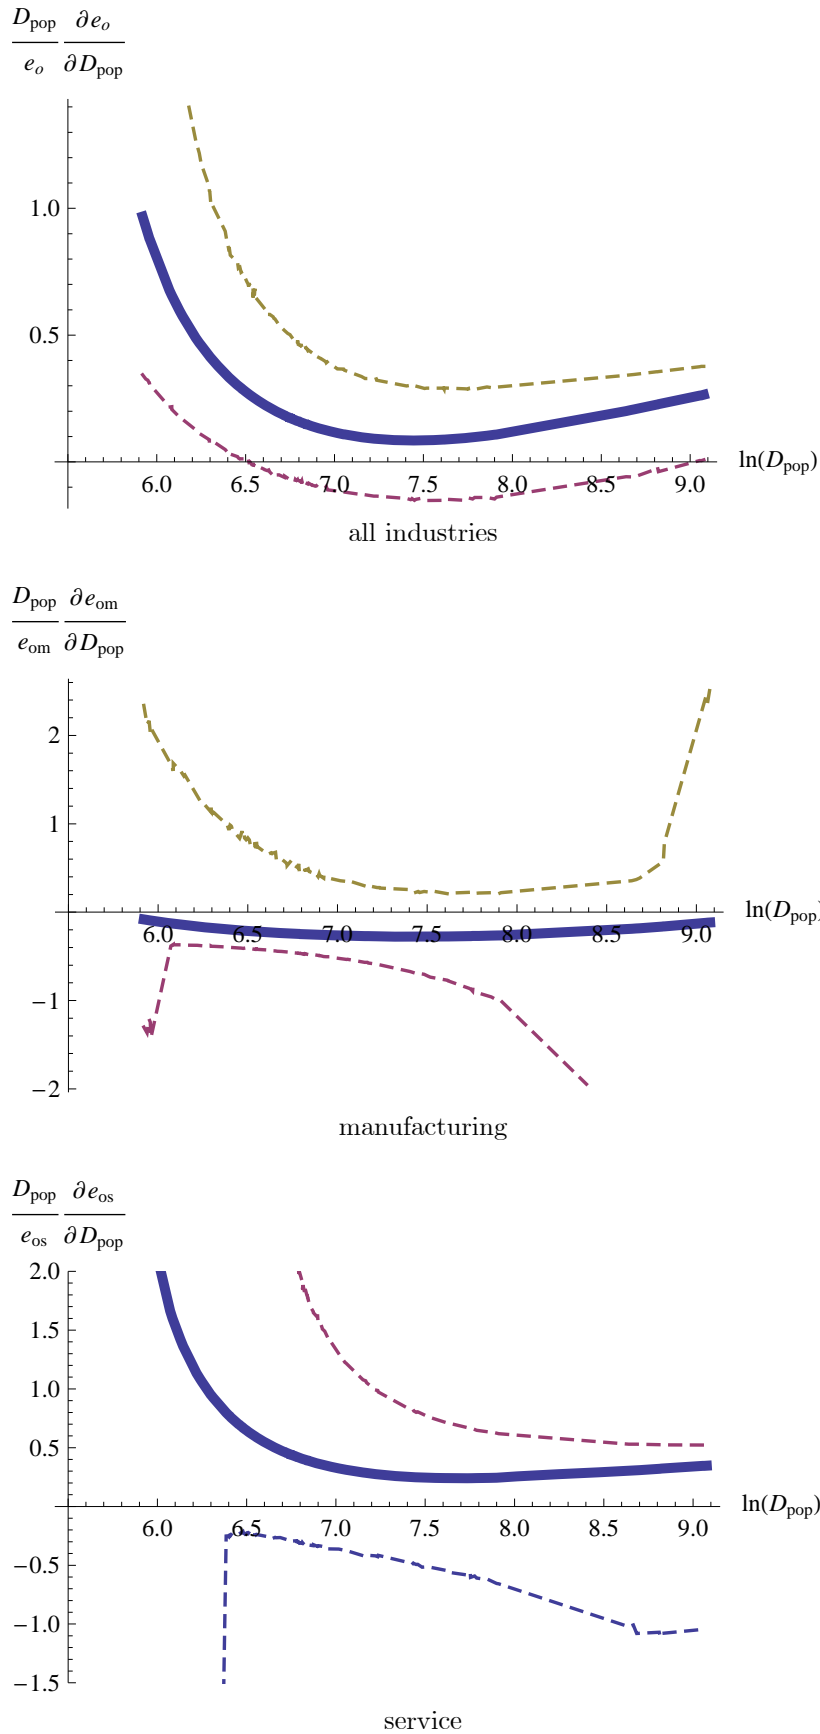 D_pop ∂e_o
e_o ∂D_pop
1.0
0.5
ln(D_pop)
6.0 6.5 7.0 7.5 8.0 8.5 9.0
all industries
D_pop ∂e_om
e_om ∂D_pop
2
1
ln(D_pop)
6.0 6.5 7.0 7.5 8.0 8.5 9.0
−1
−2
manufacturing
D_pop ∂e_os
e_os ∂D_pop
2.0
1.5
1.0
0.5
ln(D_pop)
6.0 6.5 7.0 7.5 8.0 8.5 9.0
−0.5
−1.0
−1.5
service